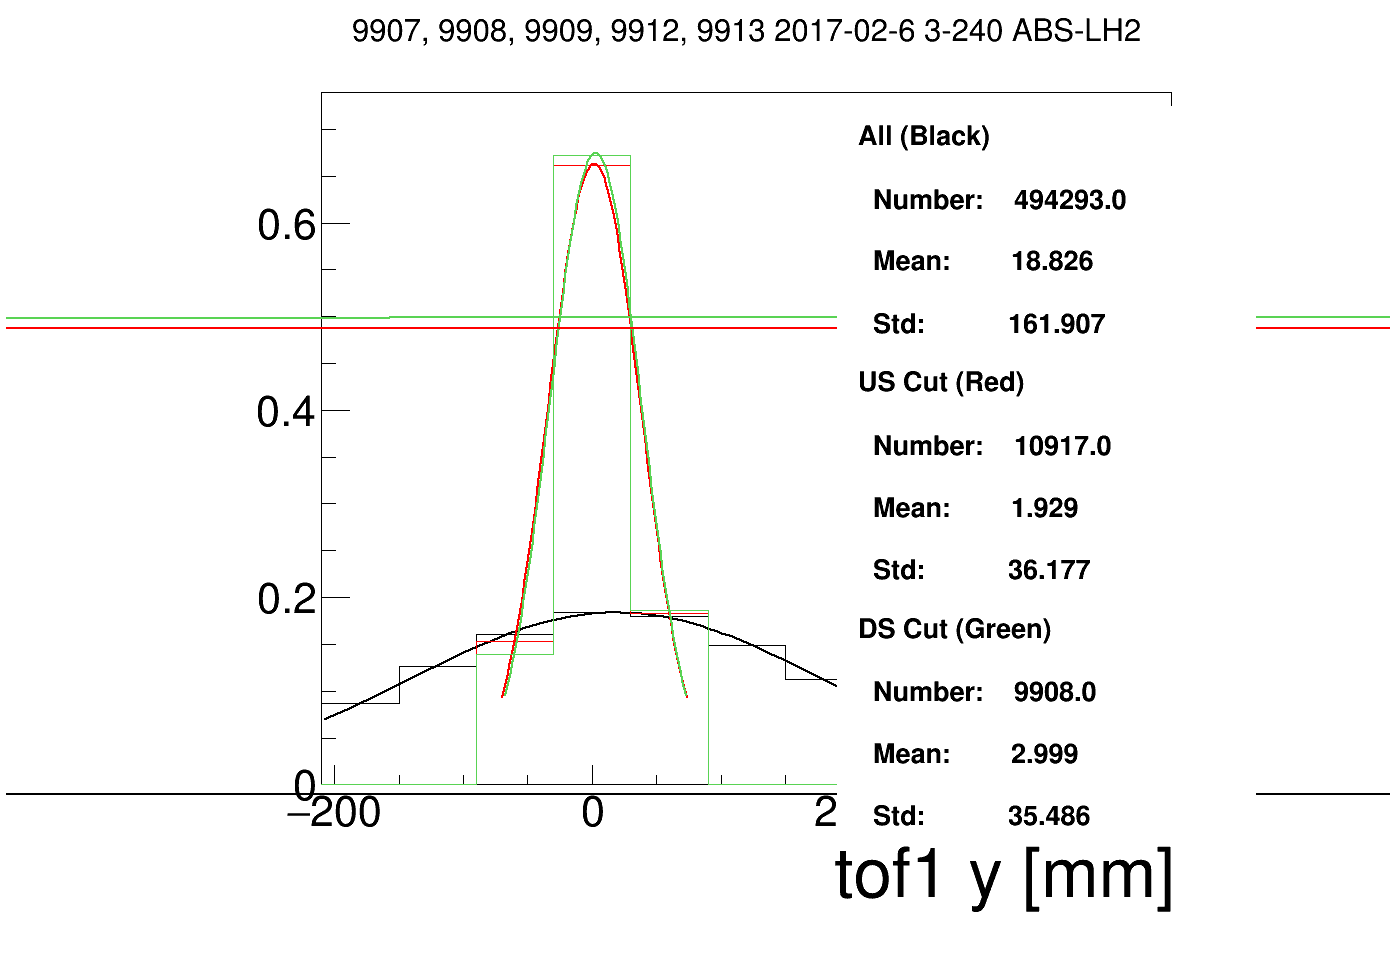 9907, 9908, 9909, 9912, 9913 2017-02-6 3-240 ABS-LH2
All (Black)
Number: 494293.0
Mean: 18.826
Std: 161.907
US Cut (Red)
Number: 10917.0
Mean: 1.929
Std: 36.177
DS Cut (Green)
Number: 9908.0
Mean: 2.999
Std: 35.486
0.6
0.4
0.2
0
−200 0 2
tof1 y [mm]